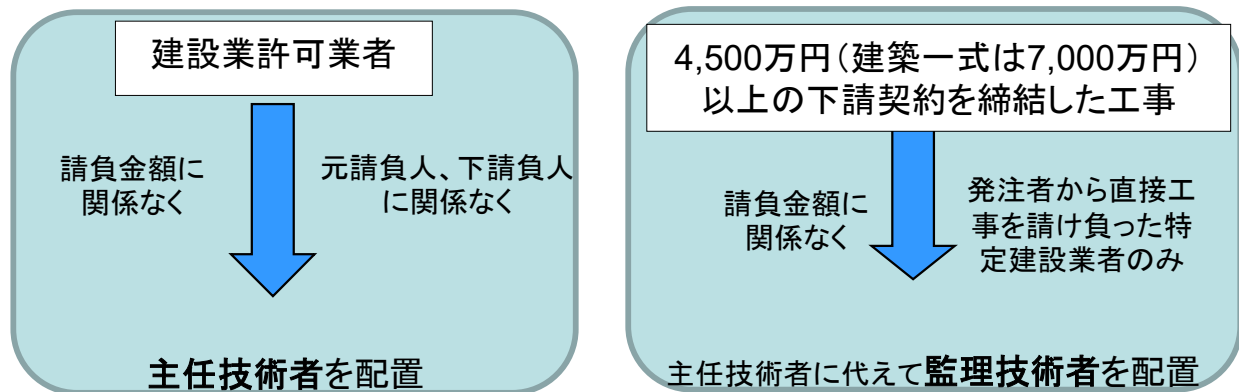 建設業許可業者
請負金額に
関係なく
元請負人、下請負人
に関係なく
主任技術者を配置
4,500万円（建築一式は7,000万円）
以上の下請契約を締結した工事
請負金額に
関係なく
発注者から直接工
事を請け負った特
定建設業者のみ
主任技術者に代えて監理技術者を配置